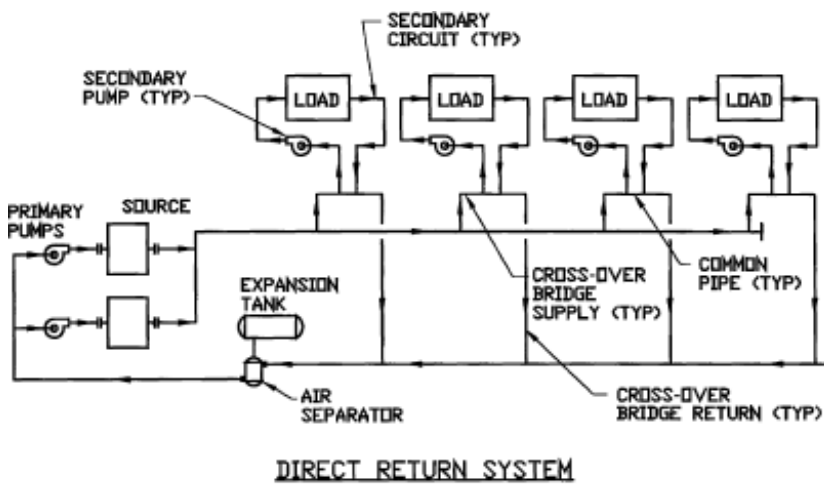 SECONDARY
CIRCUIT (TYP)
SECONDARY
PUMP (TYP)
LOAD
LOAD
LOAD
LOAD
PRIMARY
PUMPS
SOURCE
EXPANSION
TANK
CROSS-OVER
BRIDGE
SUPPLY (TYP)
COMMON
PIPE (TYP)
AIR
SEPARATOR
CROSS-OVER
BRIDGE RETURN (TYP)
DIRECT RETURN SYSTEM